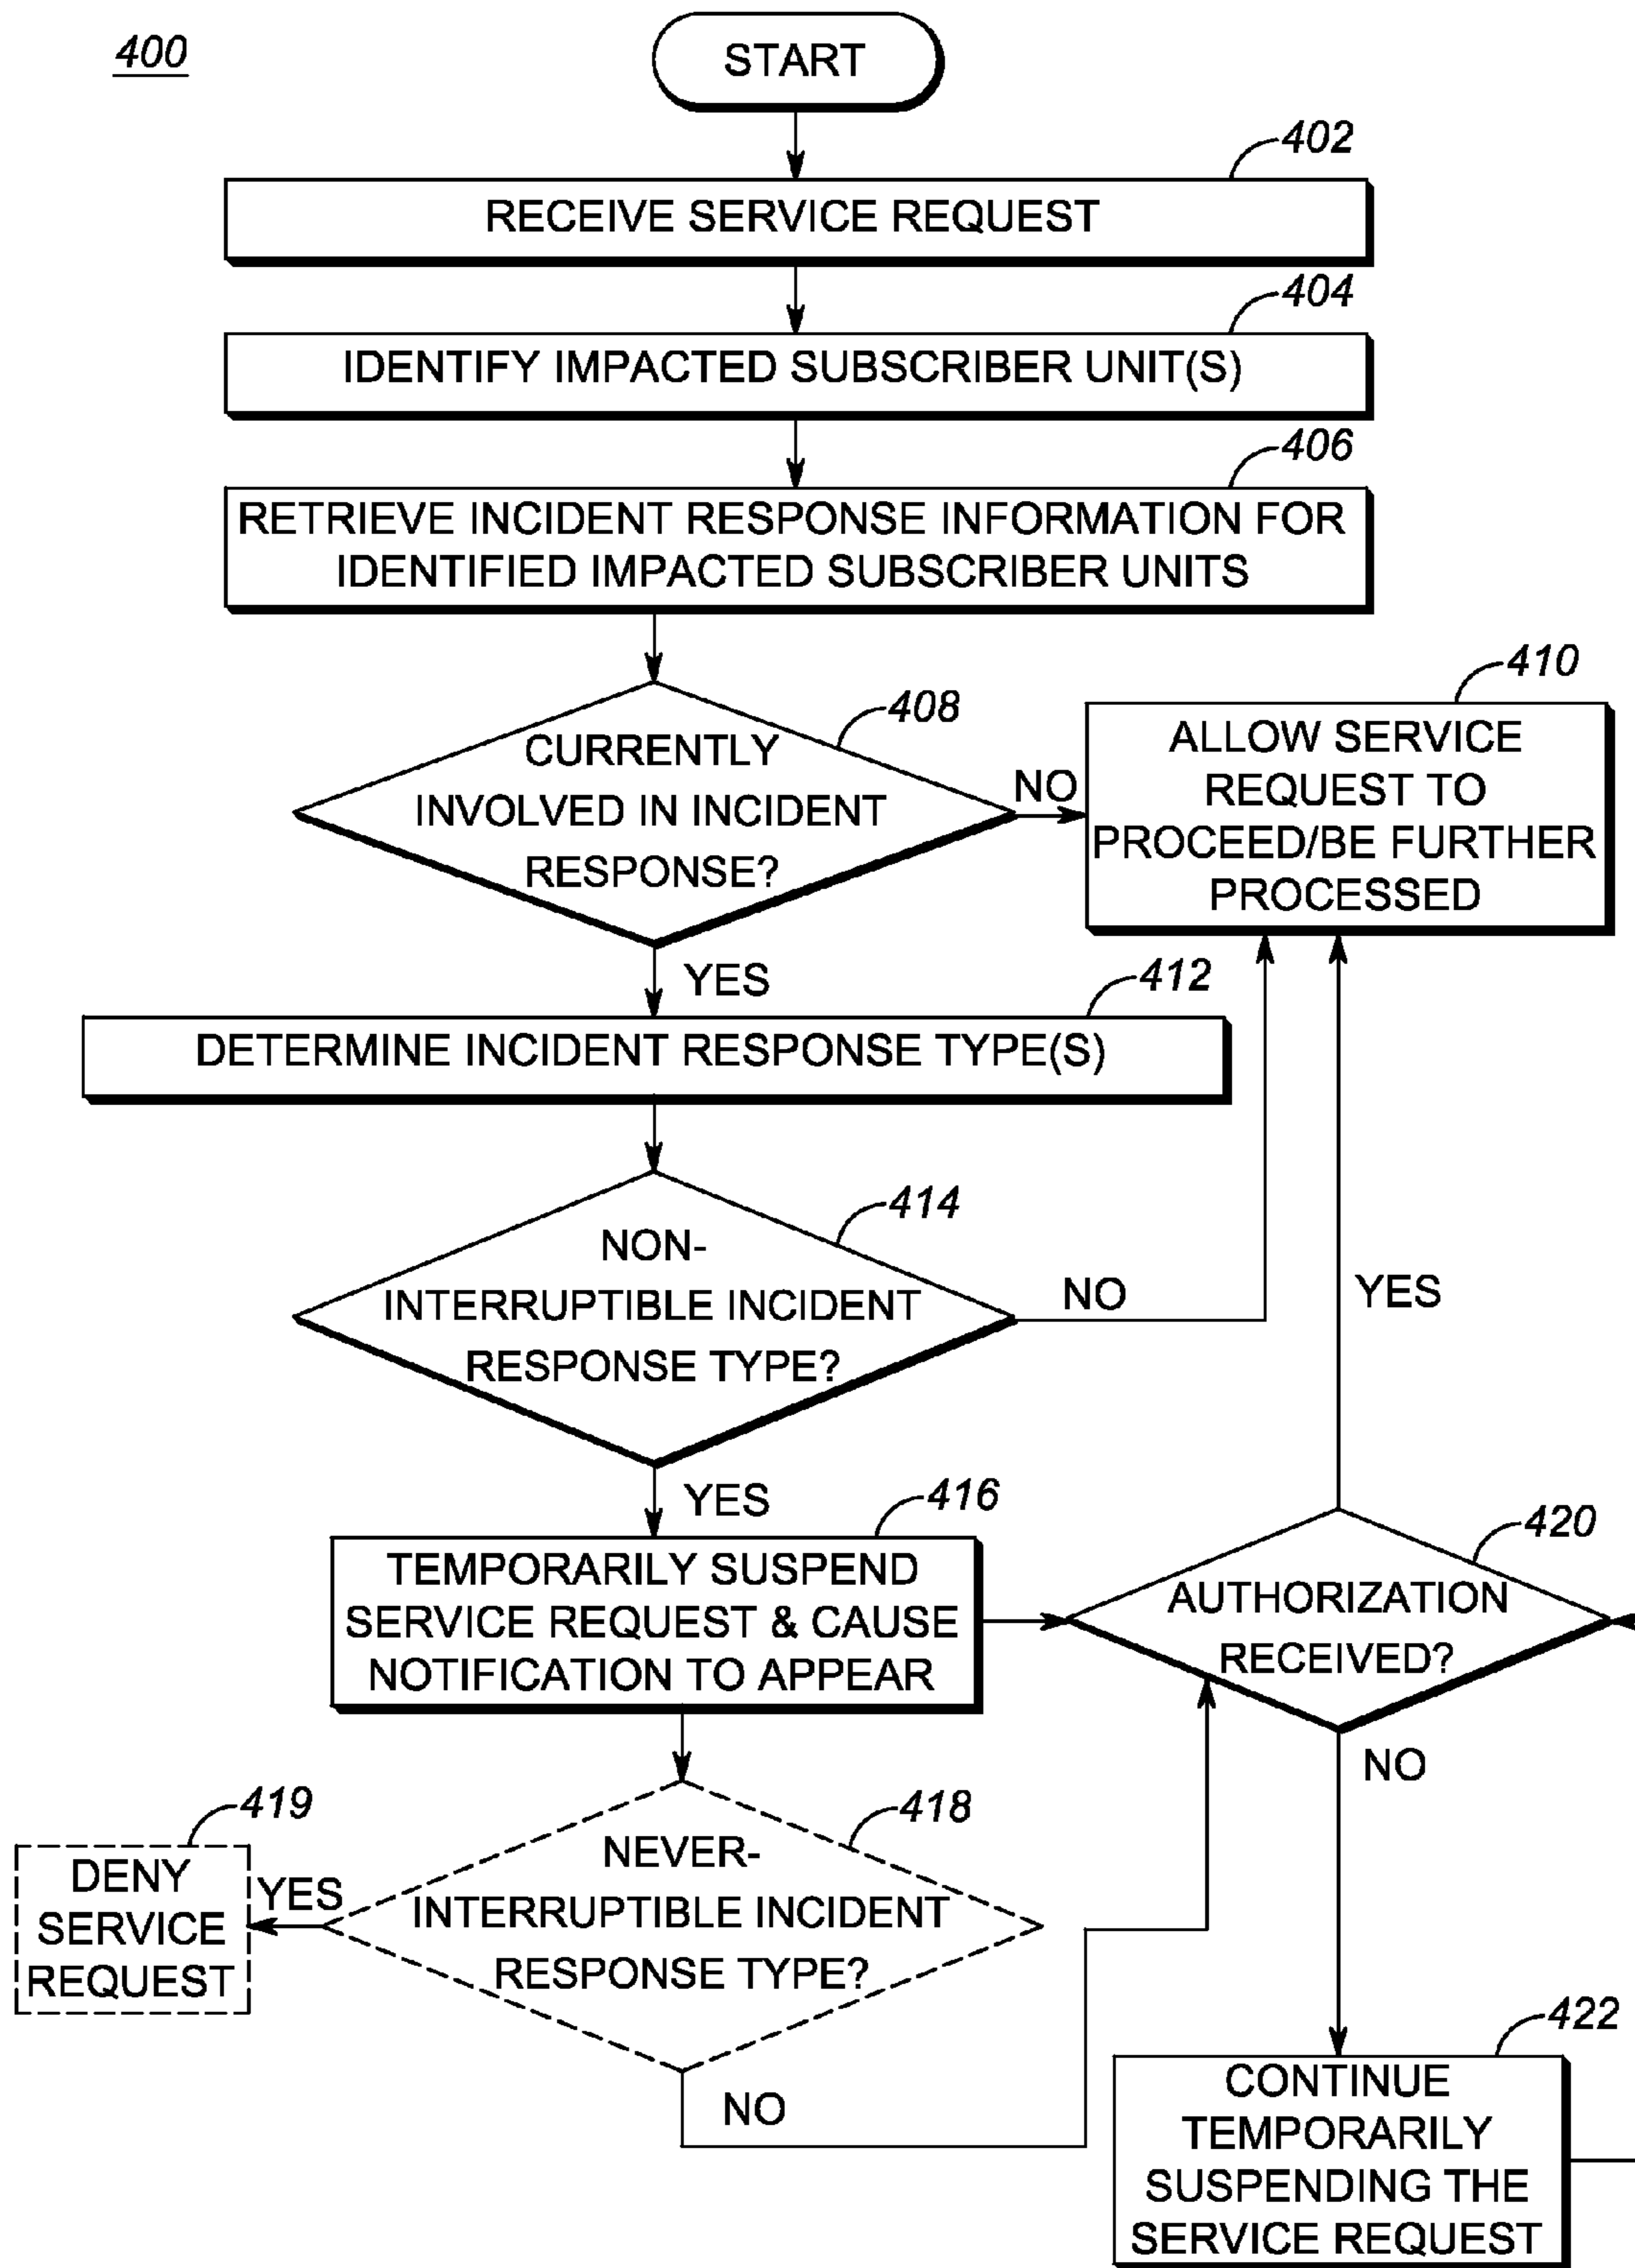 400
START
402
RECEIVE SERVICE REQUEST
404
IDENTIFY IMPACTED SUBSCRIBER UNIT(S)
406
RETRIEVE INCIDENT RESPONSE INFORMATION FOR
IDENTIFIED IMPACTED SUBSCRIBER UNITS
408
CURRENTLY
INVOLVED IN INCIDENT
RESPONSE?
NO
410
ALLOW SERVICE
REQUEST TO
PROCEED/BE FURTHER
PROCESSED
YES
412
DETERMINE INCIDENT RESPONSE TYPE(S)
414
NON-
INTERRUPTIBLE INCIDENT
RESPONSE TYPE?
NO
YES
YES
416
TEMPORARILY SUSPEND
SERVICE REQUEST & CAUSE
NOTIFICATION TO APPEAR
420
AUTHORIZATION
RECEIVED?
NO
418
NEVER-
INTERRUPTIBLE INCIDENT
RESPONSE TYPE?
YES
419
DENY
SERVICE
REQUEST
NO
422
CONTINUE
TEMPORARILY
SUSPENDING THE
SERVICE REQUEST